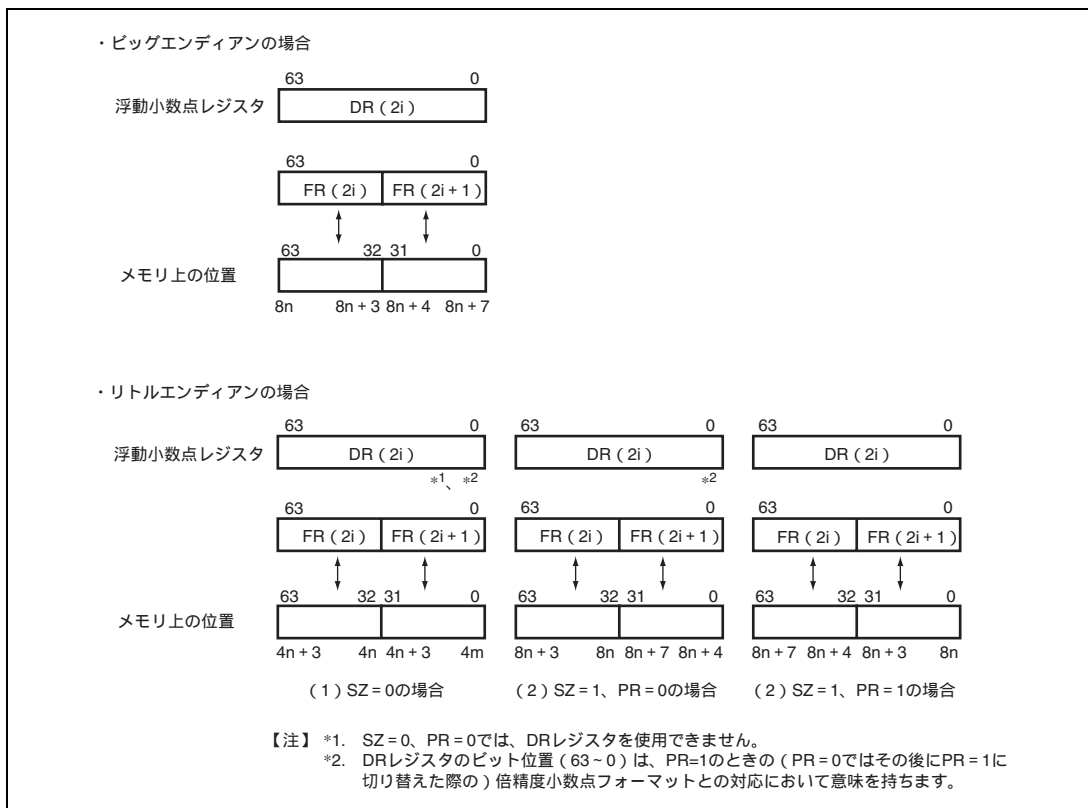 ・ビッグエンディアンの場合
63 0
浮動小数点レジスタ DR(2i)
63 0
FR(2i) FR(2i+1)
63 32 31 0
メモリ上の位置
8n 8n+3 8n+4 8n+7
・リトルエンディアンの場合
63 0 63 0 63 0
浮動小数点レジスタ DR(2i) DR(2i) DR(2i)
*1、*2 *2
63 0 63 0 63 0
FR(2i) FR(2i+1) FR(2i) FR(2i+1) FR(2i) FR(2i+1)
63 32 31 0 63 32 31 0 63 32 31 0
メモリ上の位置
4n+3 4n 4n+3 4m 8n+3 8n 8n+7 8n+4 8n+7 8n+4 8n+3 8n
(1)SZ=0の場合 (2)SZ=1、PR=0の場合 (2)SZ=1、PR=1の場合
【注】 *1. SZ=0、PR=0では、DRレジスタを使用できません。
*2. DRレジスタのビット位置(63~0)は、PR=1のときの(PR=0ではその後にPR=1に
切り替えた際の)倍精度小数点フォーマットとの対応において意味を持ちます。